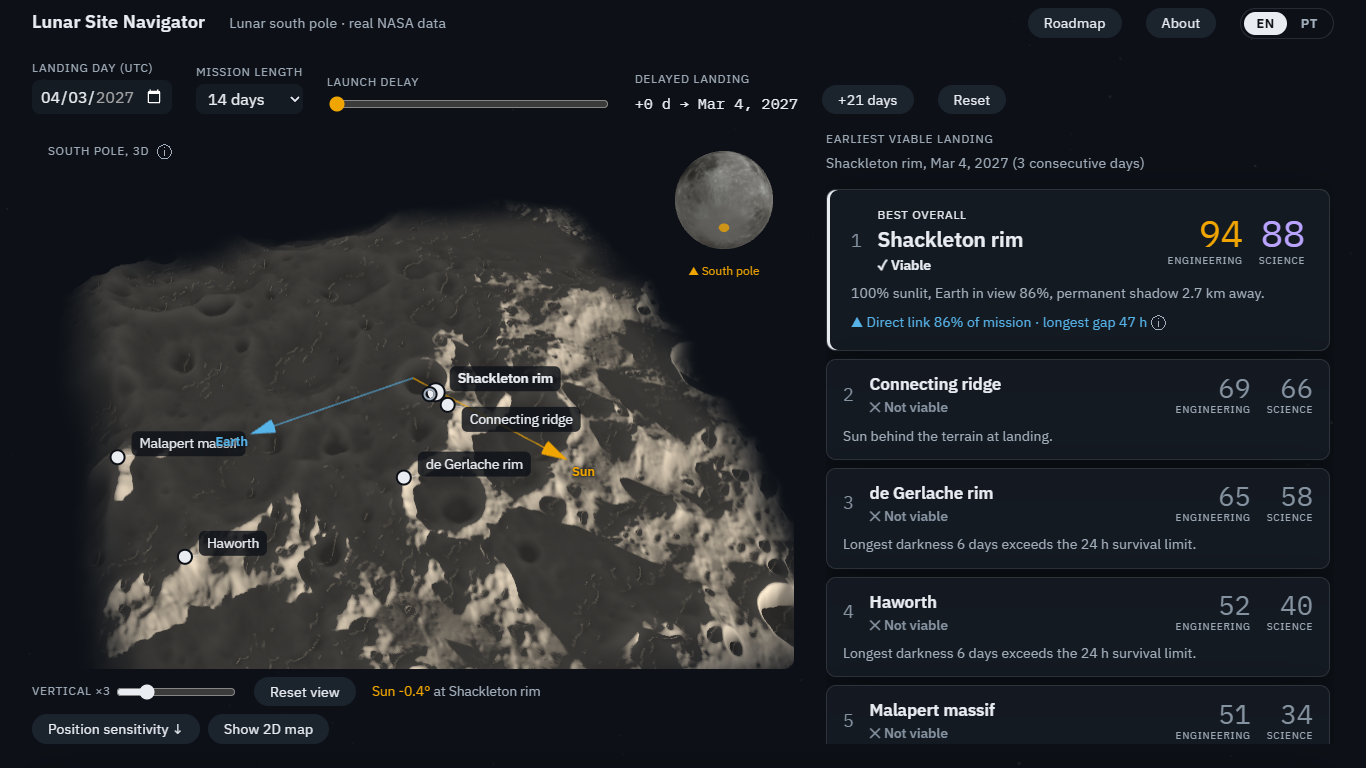 Lunar Site Navigator
Lunar south pole · real NASA data
Roadmap
About
EN
PT
LANDING DAY (UTC)
04/03/2027
MISSION LENGTH
14 days
LAUNCH DELAY
DELAYED LANDING
+0 d → Mar 4, 2027
+21 days
Reset
SOUTH POLE, 3D
▲ South pole
Shackleton rim
Connecting ridge
Malapert massif
Earth
de Gerlache rim
Sun
Haworth
VERTICAL ×3
Reset view
Sun -0.4° at Shackleton rim
Position sensitivity ↓
Show 2D map
EARLIEST VIABLE LANDING
Shackleton rim, Mar 4, 2027 (3 consecutive days)
BEST OVERALL
1
Shackleton rim
✓ Viable
94
ENGINEERING
88
SCIENCE
100% sunlit, Earth in view 86%, permanent shadow 2.7 km away.
▲ Direct link 86% of mission · longest gap 47 h
2
Connecting ridge
✕ Not viable
69
ENGINEERING
66
SCIENCE
Sun behind the terrain at landing.
3
de Gerlache rim
✕ Not viable
65
ENGINEERING
58
SCIENCE
Longest darkness 6 days exceeds the 24 h survival limit.
4
Haworth
✕ Not viable
52
ENGINEERING
40
SCIENCE
Longest darkness 6 days exceeds the 24 h survival limit.
5
Malapert massif
✕ Not viable
51
ENGINEERING
34
SCIENCE